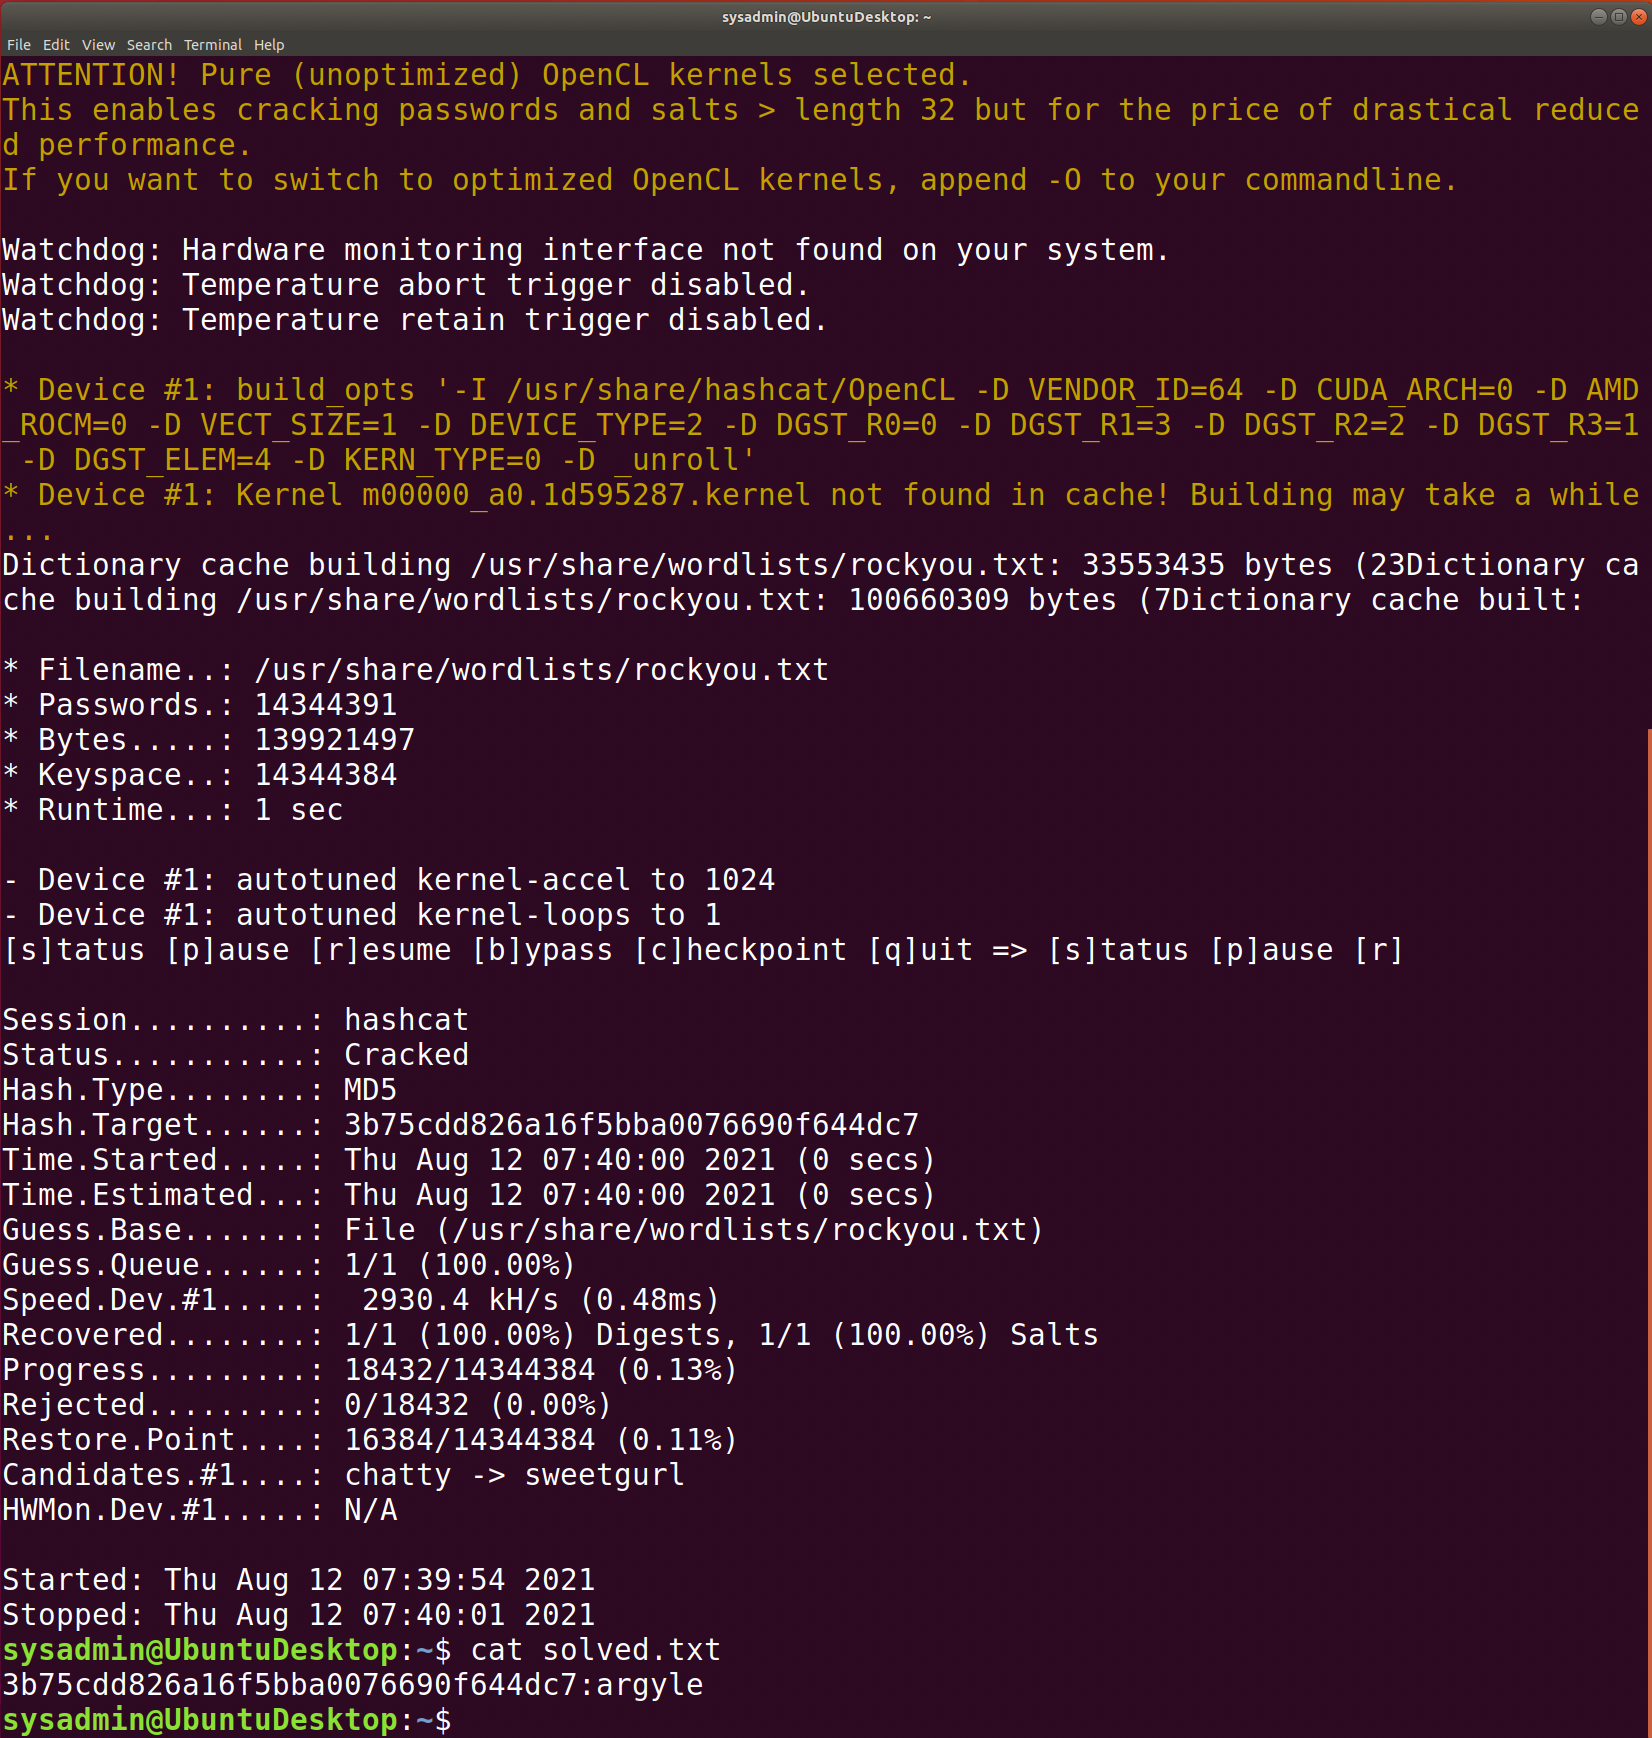 sysadmin@UbuntuDesktop: ~
File Edit View Search Terminal Help
ATTENTION! Pure (unoptimized) OpenCL kernels selected.
This enables cracking passwords and salts > length 32 but for the price of drastical reduce
d performance.
If you want to switch to optimized OpenCL kernels, append -O to your commandline.
Watchdog: Hardware monitoring interface not found on your system.
Watchdog: Temperature abort trigger disabled.
Watchdog: Temperature retain trigger disabled.
* Device #1: build_opts '-I /usr/share/hashcat/OpenCL -D VENDOR_ID=64 -D CUDA_ARCH=0 -D AMD
_ROCM=0 -D VECT_SIZE=1 -D DEVICE_TYPE=2 -D DGST_R0=0 -D DGST_R1=3 -D DGST_R2=2 -D DGST_R3=1
 -D DGST_ELEM=4 -D KERN_TYPE=0 -D _unroll'
* Device #1: Kernel m00000_a0.1d595287.kernel not found in cache! Building may take a while
...
Dictionary cache building /usr/share/wordlists/rockyou.txt: 33553435 bytes (23Dictionary ca
che building /usr/share/wordlists/rockyou.txt: 100660309 bytes (7Dictionary cache built:
* Filename..: /usr/share/wordlists/rockyou.txt
* Passwords.: 14344391
* Bytes.....: 139921497
* Keyspace..: 14344384
* Runtime...: 1 sec
- Device #1: autotuned kernel-accel to 1024
- Device #1: autotuned kernel-loops to 1
[s]tatus [p]ause [r]esume [b]ypass [c]heckpoint [q]uit => [s]tatus [p]ause [r]
Session..........: hashcat
Status...........: Cracked
Hash.Type........: MD5
Hash.Target......: 3b75cdd826a16f5bba0076690f644dc7
Time.Started.....: Thu Aug 12 07:40:00 2021 (0 secs)
Time.Estimated...: Thu Aug 12 07:40:00 2021 (0 secs)
Guess.Base.......: File (/usr/share/wordlists/rockyou.txt)
Guess.Queue......: 1/1 (100.00%)
Speed.Dev.#1.....:  2930.4 kH/s (0.48ms)
Recovered........: 1/1 (100.00%) Digests, 1/1 (100.00%) Salts
Progress.........: 18432/14344384 (0.13%)
Rejected.........: 0/18432 (0.00%)
Restore.Point....: 16384/14344384 (0.11%)
Candidates.#1....: chatty -> sweetgurl
HWMon.Dev.#1.....: N/A
Started: Thu Aug 12 07:39:54 2021
Stopped: Thu Aug 12 07:40:01 2021
sysadmin@UbuntuDesktop:~$ cat solved.txt
3b75cdd826a16f5bba0076690f644dc7:argyle
sysadmin@UbuntuDesktop:~$